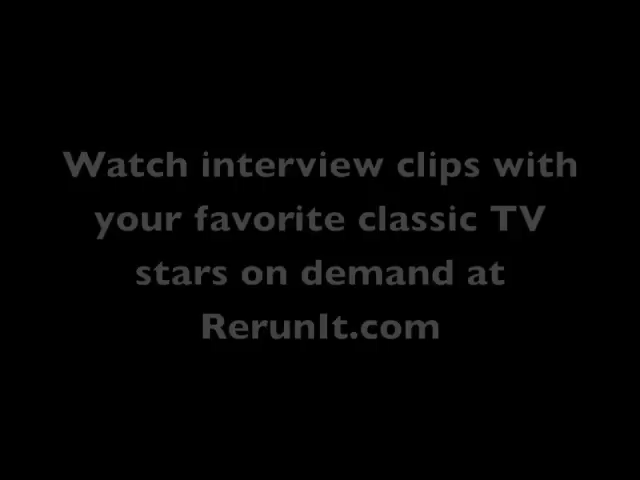 Watch interview clips with
your favorite classic TV
stars on demand at
RerunIt.com